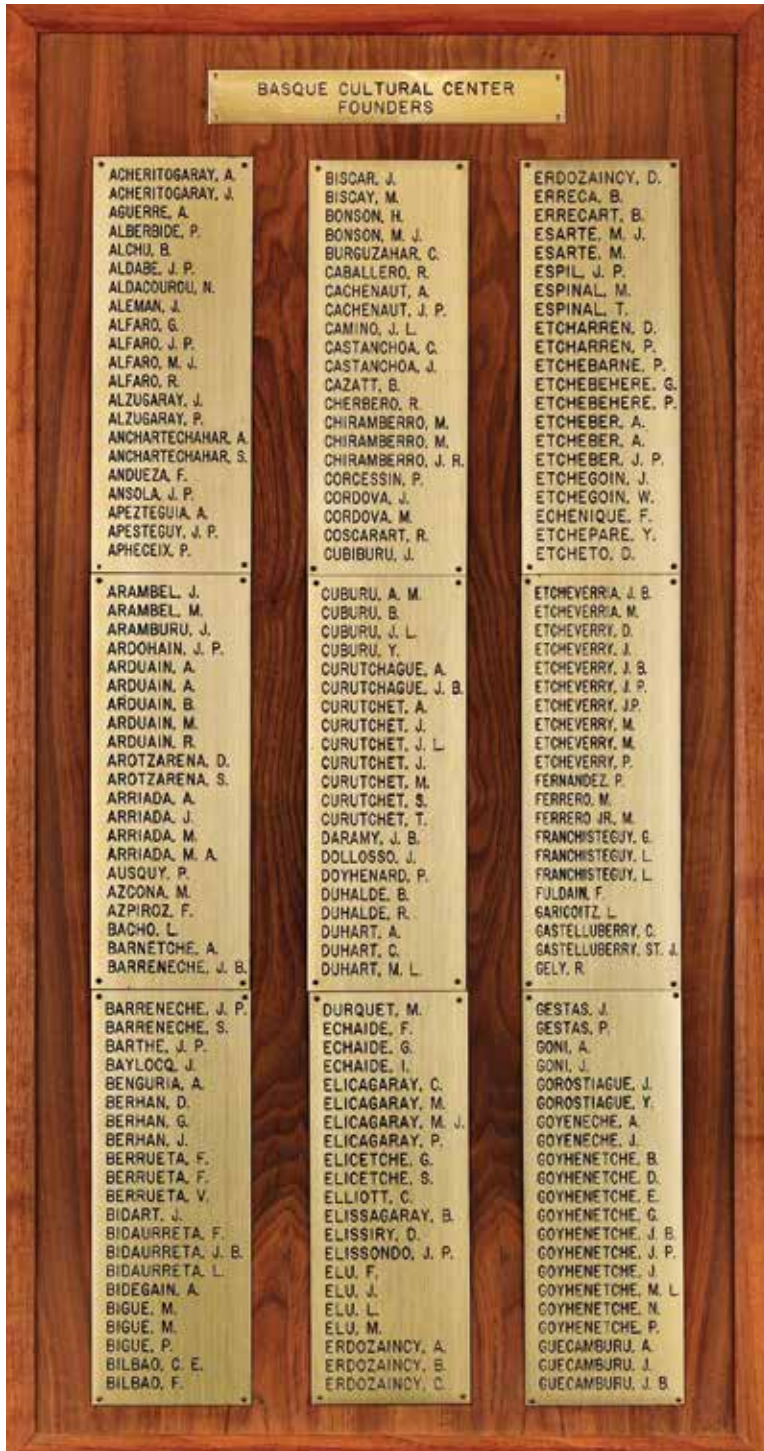 BASQUE CULTURAL CENTER
FOUNDERS
ACHERITOGARAY, A.
ACHERITOGARAY, J.
AGUERRE, A.
ALBERBIDE, P.
ALCHU, B.
ALDABE, J. P.
ALDACOUROU, N.
ALEMAN, J.
ALFARO, G.
ALFARO, J. P.
ALFARO, M. J.
ALFARO, R.
ALZUGARAY, J.
ALZUGARAY, P.
ANCHARTECHAHAR, A.
ANCHARTECHAHAR, S.
ANDUEZA, F.
ANSOLA, J. P.
APEZTEGUIA, A.
APESTEGUY, J. P.
APHECEIX, P.
ARAMBEL, J.
ARAMBEL, M.
ARAMBURU, J.
ARDOHAIN, J. P.
ARDUAIN, A.
ARDUAIN, A.
ARDUAIN, B.
ARDUAIN, M.
ARDUAIN, R.
AROTZARENA, D.
AROTZARENA, S.
ARRIADA, A.
ARRIADA, J.
ARRIADA, M.
ARRIADA, M. A.
AUSQUY, P.
AZCONA, M.
AZPIROZ, F.
BACHO, L.
BARNETCHE, A.
BARRENECHE, J. B.
BARRENECHE, J. P.
BARRENECHE, S.
BARTHE, J. P.
BAYLOCQ, J.
BENGURIA, A.
BERHAN, D.
BERHAN, G.
BERHAN, J.
BERRUETA, F.
BERRUETA, F.
BERRUETA, V.
BIDART, J.
BIDAURRETA, F.
BIDAURRETA, J. B.
BIDAURRETA, L.
BIDEGAIN, A.
BIGUE, M.
BIGUE, M.
BIGUE, P.
BILBAO, C. E.
BILBAO, F.
BISCAR, J.
BISCAY, M.
BONSON, H.
BONSON, M. J.
BURGUZAHAR, C.
CABALLERO, R.
CACHENAUT, A.
CACHENAUT, J. P.
CAMINO, J. L.
CASTANCHOA, C.
CASTANCHOA, J.
CAZATT, B.
CHERBERO, R.
CHIRAMBERRO, M.
CHIRAMBERRO, M.
CHIRAMBERRO, J. R.
CORCESSIN, P.
CORDOVA, J.
CORDOVA, M.
COSCARART, R.
CUBIBURU, J.
CUBURU, A. M.
CUBURU, B.
CUBURU, J. L.
CUBURU, Y.
CURUTCHAGUE, A.
CURUTCHAGUE, J. B.
CURUTCHET, A.
CURUTCHET, J.
CURUTCHET, J. L.
CURUTCHET, J.
CURUTCHET, M.
CURUTCHET, S.
CURUTCHET, T.
DARAMY, J. B.
DOLLOSSO, J.
DOYHENARD, P.
DUHALDE, B.
DUHALDE, R.
DUHART, A.
DUHART, C.
DUHART, M. L.
DURQUET, M.
ECHAIDE, F.
ECHAIDE, G.
ECHAIDE, I.
ELICAGARAY, C.
ELICAGARAY, M.
ELICAGARAY, M. J.
ELICAGARAY, P.
ELICETCHE, G.
ELICETCHE, S.
ELLIOTT, C.
ELISSAGARAY, B.
ELISSIRY, D.
ELISSONDO, J. P.
ELU, F.
ELU, J.
ELU, L.
ELU, M.
ERDOZAINCY, A.
ERDOZAINCY, B.
ERDOZAINCY, C.
ERDOZAINCY, D.
ERRECA, B.
ERRECART, B.
ESARTE, M. J.
ESARTE, M.
ESPIL, J. P.
ESPINAL, M.
ESPINAL, T.
ETCHARREN, D.
ETCHARREN, P.
ETCHEBARNE, P.
ETCHEBEHERE, G.
ETCHEBEHERE, P.
ETCHEBER, A.
ETCHEBER, A.
ETCHEBER, J. P.
ETCHEGOIN, J.
ETCHEGOIN, W.
ECHENIQUE, F.
ETCHEPARE, Y.
ETCHETO, D.
ETCHEVERRIA, J. B.
ETCHEVERRIA, M.
ETCHEVERRY, D.
ETCHEVERRY, J.
ETCHEVERRY, J. B.
ETCHEVERRY, J. P.
ETCHEVERRY, J.P.
ETCHEVERRY, M.
ETCHEVERRY, M.
ETCHEVERRY, P.
FERNANDEZ, P.
FERRERO, M.
FERRERO JR., M.
FRANCHISTEGUY, G.
FRANCHISTEGUY, L.
FRANCHISTEGUY, L.
FULDAIN, F.
GARICOITZ, L.
GASTELLUBERRY, C.
GASTELLUBERRY, ST. J.
GELY, R.
GESTAS, J.
GESTAS, P.
GONI, A.
GONI, J.
GOROSTIAGUE, J.
GOROSTIAGUE, Y.
GOYENECHE, A.
GOYENECHE, J.
GOYHENETCHE, B.
GOYHENETCHE, D.
GOYHENETCHE, E.
GOYHENETCHE, G.
GOYHENETCHE, J. B.
GOYHENETCHE, J. P.
GOYHENETCHE, J.
GOYHENETCHE, M. L.
GOYHENETCHE, N.
GOYHENETCHE, P.
GUECAMBURU, A.
GUECAMBURU, J.
GUECAMBURU, J. B.